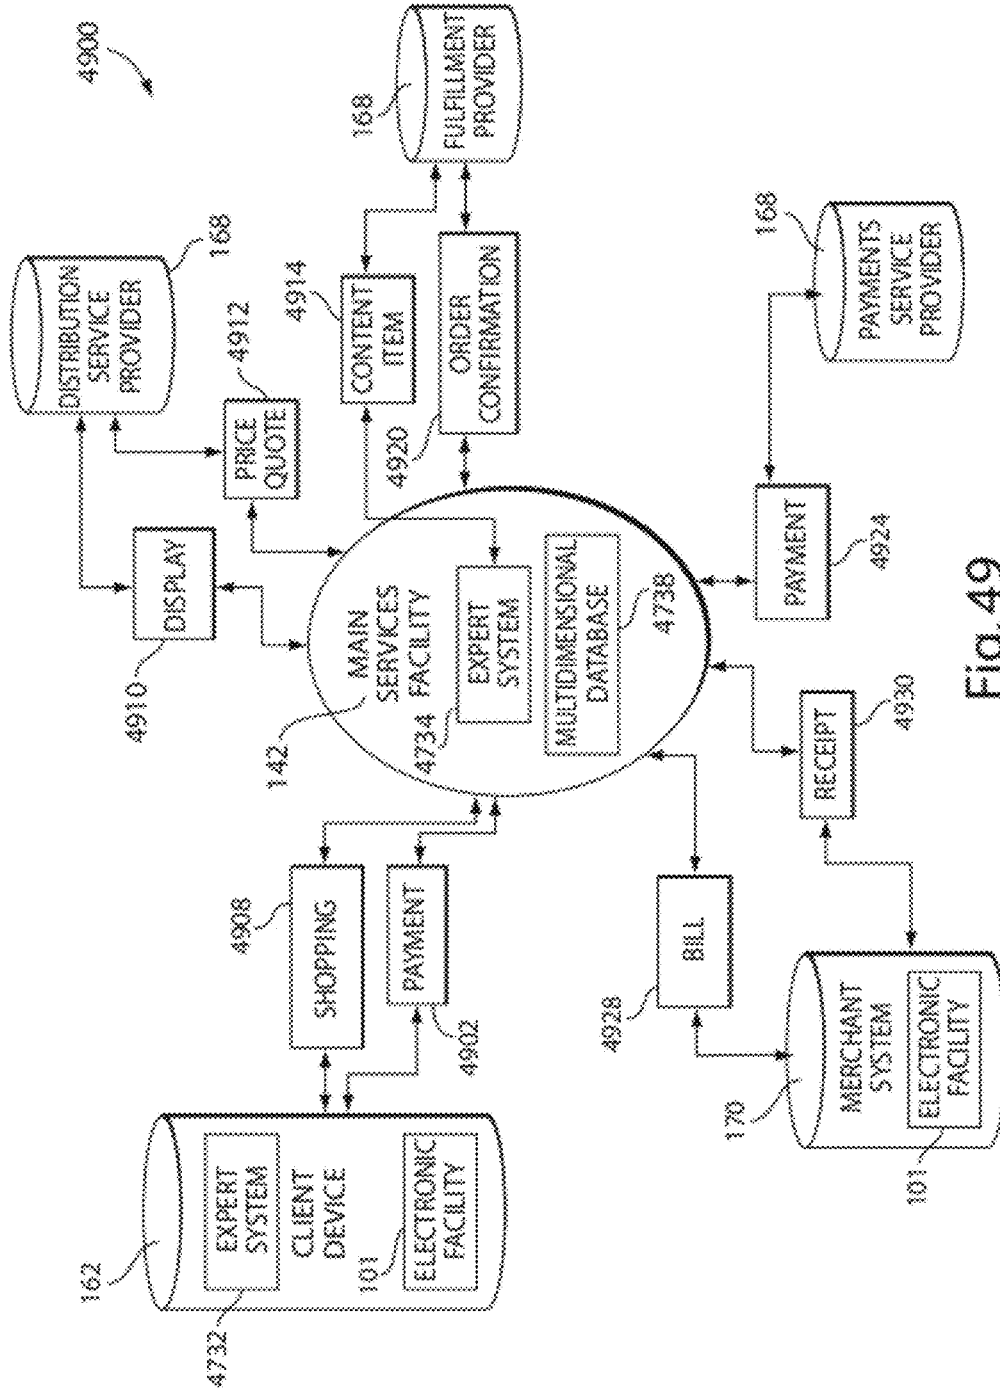 4900
DISTRIBUTION
SERVICE
PROVIDER
168
4910
DISPLAY
PRICE
QUOTE
4912
4914
CONTENT
ITEM
168
FULFILLMENT
PROVIDER
4920
ORDER
CONFIRMATION
142
MAIN
SERVICES
FACILITY
4734
EXPERT
SYSTEM
MULTIDIMENSIONAL
DATABASE
4738
4908
SHOPPING
PAYMENT
4902
162
EXPERT
SYSTEM
4732
CLIENT
DEVICE
101
ELECTRONIC
FACILITY
168
PAYMENTS
SERVICE
PROVIDER
PAYMENT
4924
4928
BILL
RECEIPT
4930
170
MERCHANT
SYSTEM
ELECTRONIC
FACILITY
101
Fig. 49